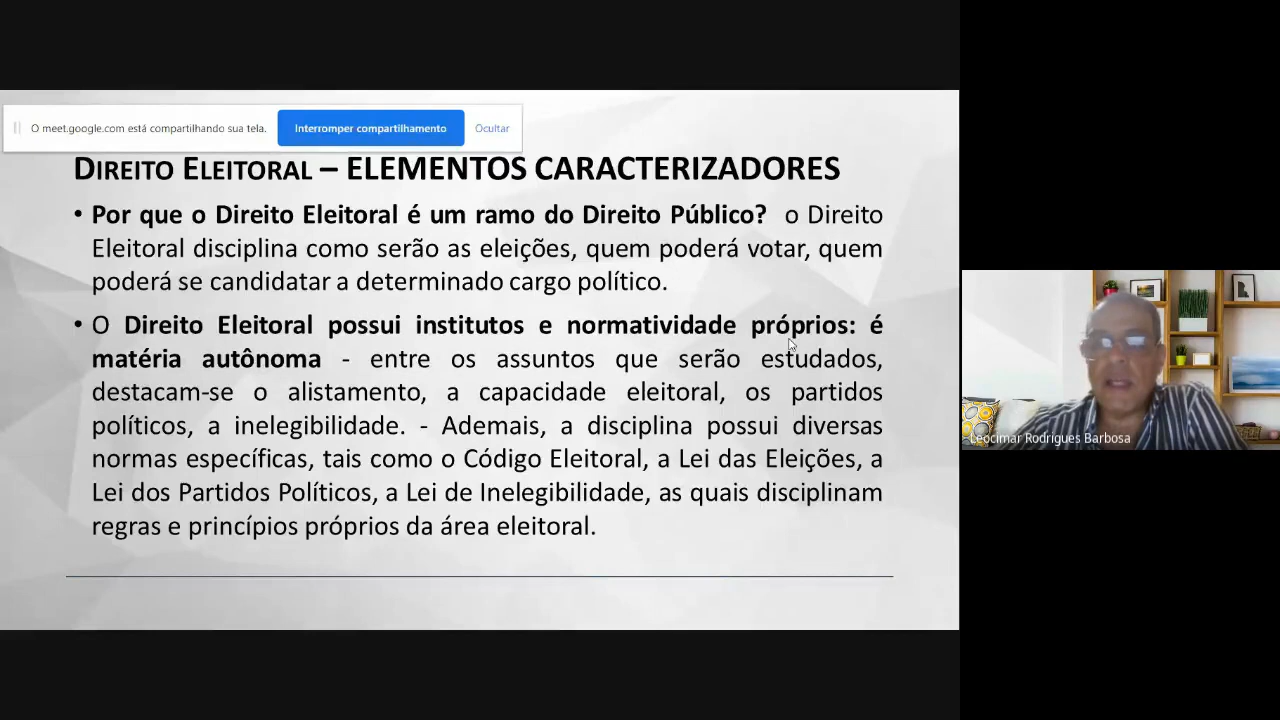 O meet.google.com está compartilhando sua tela.
Interromper compartilhamento
Ocultar
DIREITO ELEITORAL – ELEMENTOS CARACTERIZADORES
• Por que o Direito Eleitoral é um ramo do Direito Público? o Direito
Eleitoral disciplina como serão as eleições, quem poderá votar, quem
poderá se candidatar a determinado cargo político.
• O Direito Eleitoral possui institutos e normatividade próprios: é
matéria autônoma - entre os assuntos que serão estudados,
destacam-se o alistamento, a capacidade eleitoral, os partidos
políticos, a inelegibilidade. - Ademais, a disciplina possui diversas
normas específicas, tais como o Código Eleitoral, a Lei das Eleições, a
Lei dos Partidos Políticos, a Lei de Inelegibilidade, as quais disciplinam
regras e princípios próprios da área eleitoral.
Leocimar Rodrigues Barbosa